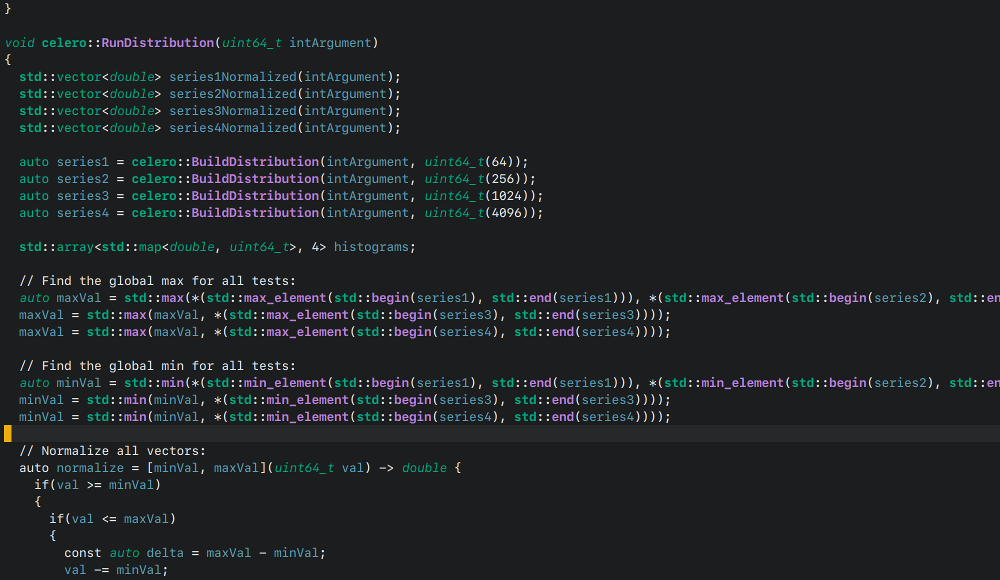 }

void celero::RunDistribution(uint64_t intArgument)
{
  std::vector<double> series1Normalized(intArgument);
  std::vector<double> series2Normalized(intArgument);
  std::vector<double> series3Normalized(intArgument);
  std::vector<double> series4Normalized(intArgument);

  auto series1 = celero::BuildDistribution(intArgument, uint64_t(64));
  auto series2 = celero::BuildDistribution(intArgument, uint64_t(256));
  auto series3 = celero::BuildDistribution(intArgument, uint64_t(1024));
  auto series4 = celero::BuildDistribution(intArgument, uint64_t(4096));

  std::array<std::map<double, uint64_t>, 4> histograms;

  // Find the global max for all tests:
  auto maxVal = std::max(*(std::max_element(std::begin(series1), std::end(series1))), *(std::max_element(std::begin(series2), std::en
  maxVal = std::max(maxVal, *(std::max_element(std::begin(series3), std::end(series3))));
  maxVal = std::max(maxVal, *(std::max_element(std::begin(series4), std::end(series4))));

  // Find the global min for all tests:
  auto minVal = std::min(*(std::min_element(std::begin(series1), std::end(series1))), *(std::min_element(std::begin(series2), std::en
  minVal = std::min(minVal, *(std::min_element(std::begin(series3), std::end(series3))));
  minVal = std::min(minVal, *(std::min_element(std::begin(series4), std::end(series4))));

  // Normalize all vectors:
  auto normalize = [minVal, maxVal](uint64_t val) -> double {
    if(val >= minVal)
    {
      if(val <= maxVal)
      {
        const auto delta = maxVal - minVal;
        val -= minVal;